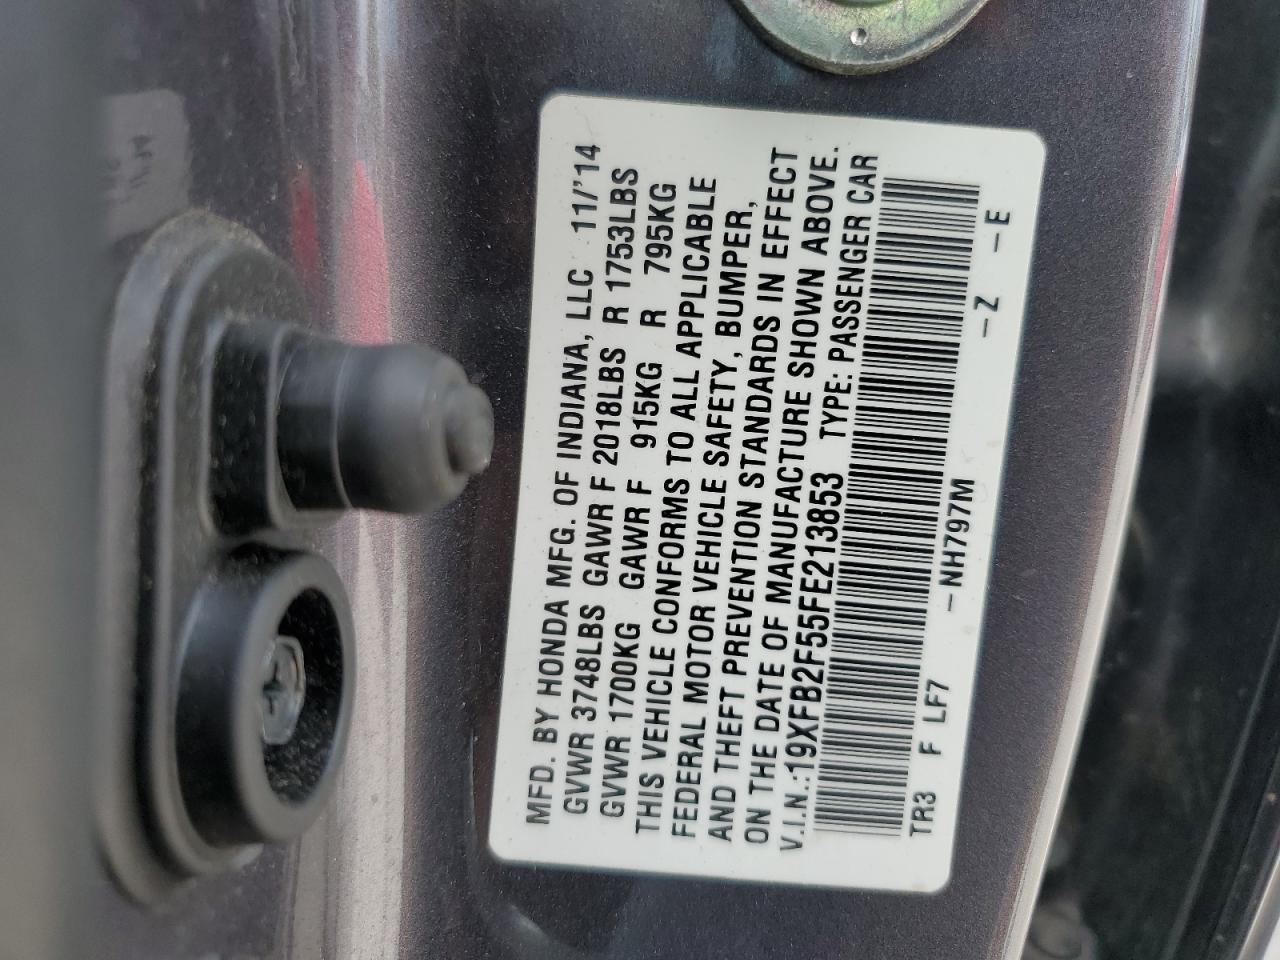 MFD. BY HONDA MFG. OF INDIANA, LLC 11/'14
GVWR 3748LBS GAWR F 2018LBS R 1753LBS
GVWR 1700KG GAWR F 915KG R 795KG
THIS VEHICLE CONFORMS TO ALL APPLICABLE
FEDERAL MOTOR VEHICLE SAFETY, BUMPER,
AND THEFT PREVENTION STANDARDS IN EFFECT
ON THE DATE OF MANUFACTURE SHOWN ABOVE.
V.I.N.:19XFB2F55FE213853 TYPE: PASSENGER CAR
TR3 F LF7 -NH797M -Z -E